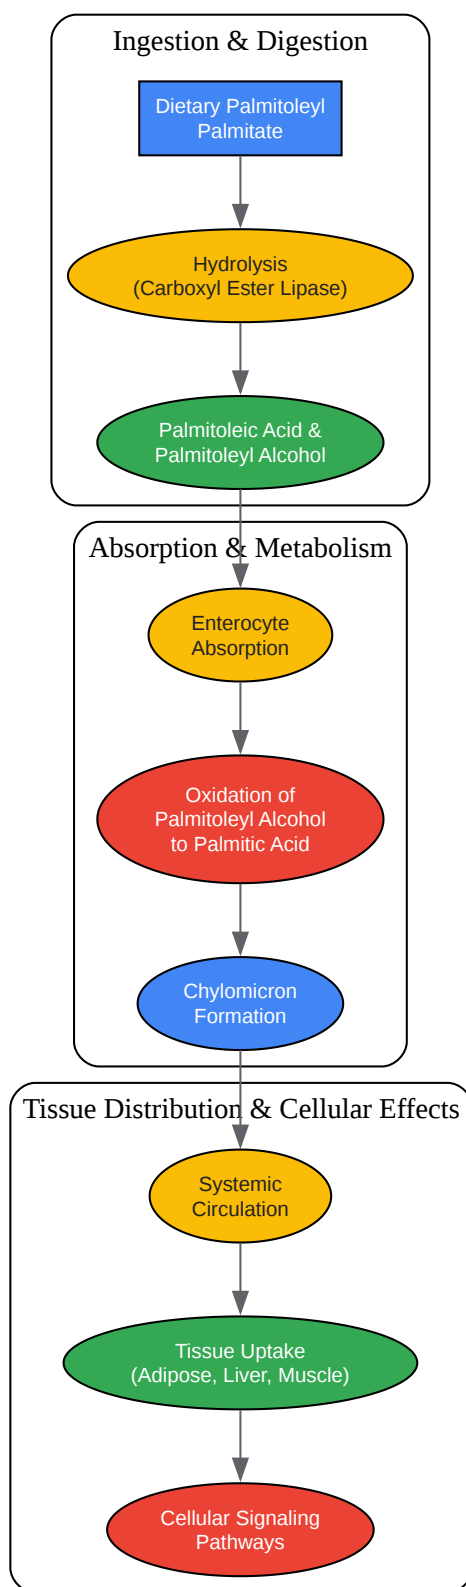 Ingestion & Digestion
Dietary Palmitoleyl
Palmitate
Hydrolysis
(Carboxyl Ester Lipase)
Palmitoleic Acid &
Palmitoleyl Alcohol
Absorption & Metabolism
Enterocyte
Absorption
Oxidation of
Palmitoleyl Alcohol
to Palmitic Acid
Chylomicron
Formation
Tissue Distribution & Cellular Effects
Systemic
Circulation
Tissue Uptake
(Adipose, Liver, Muscle)
Cellular Signaling
Pathways